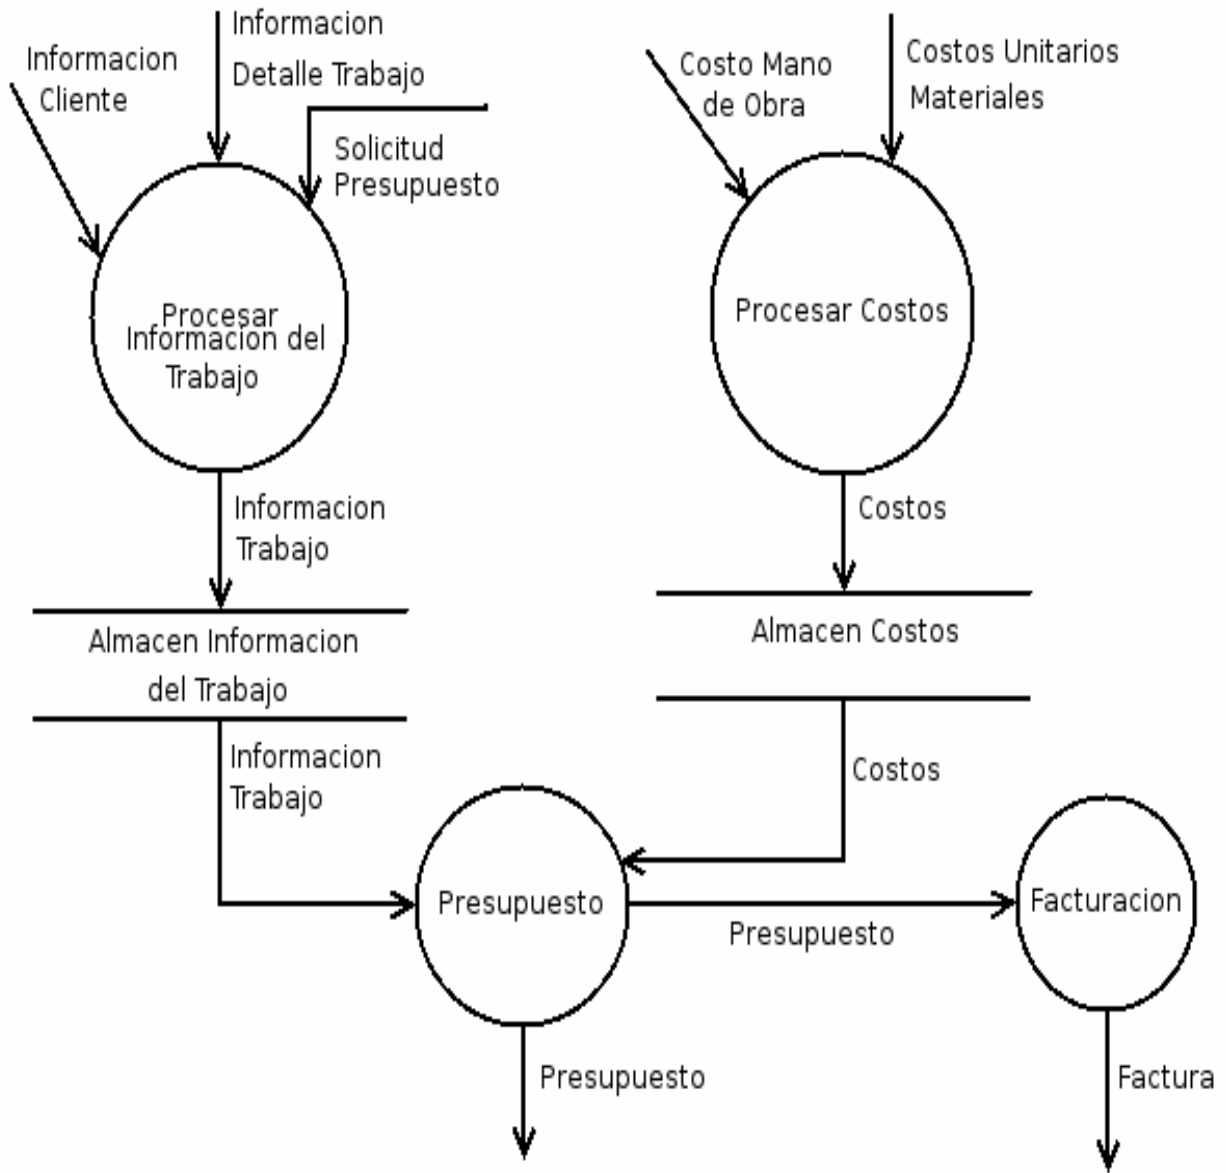 Informacion
Detalle Trabajo
Informacion
Cliente
Solicitud
Presupuesto
Costo Mano
de Obra
Costos Unitarios
Materiales
Procesar
Informacion del
Trabajo
Procesar Costos
Informacion
Trabajo
Costos
Almacen Informacion
del Trabajo
Almacen Costos
Informacion
Trabajo
Costos
Presupuesto
Presupuesto
Facturacion
Presupuesto
Factura